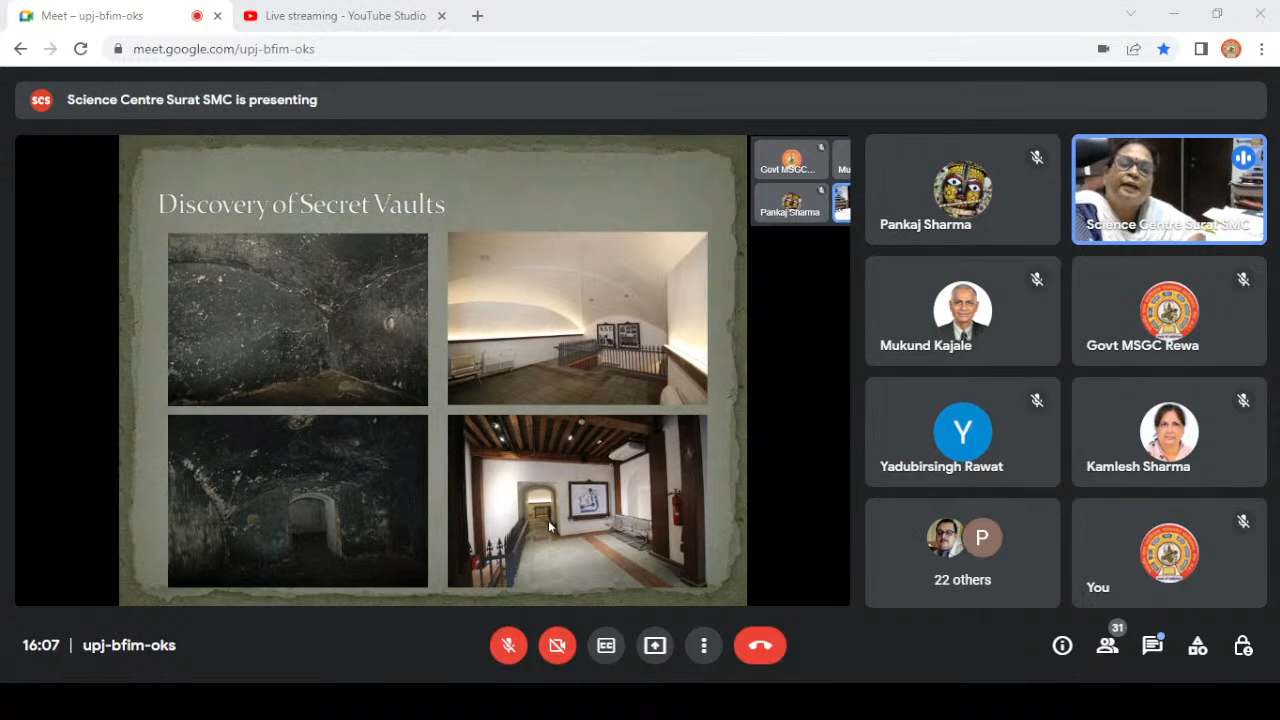 Meet – upj-bfim-oks
Live streaming - YouTube Studio
meet.google.com/upj-bfim-oks
SCS
Science Centre Surat SMC is presenting
Discovery of Secret Vaults
Govt MSGC...
Mu
Pankaj Sharma
Pankaj Sharma
Science Centre Surat SMC
Mukund Kajale
Govt MSGC Rewa
Y
Yadubirsingh Rawat
Kamlesh Sharma
P
22 others
You
16:07 | upj-bfim-oks
CC
31